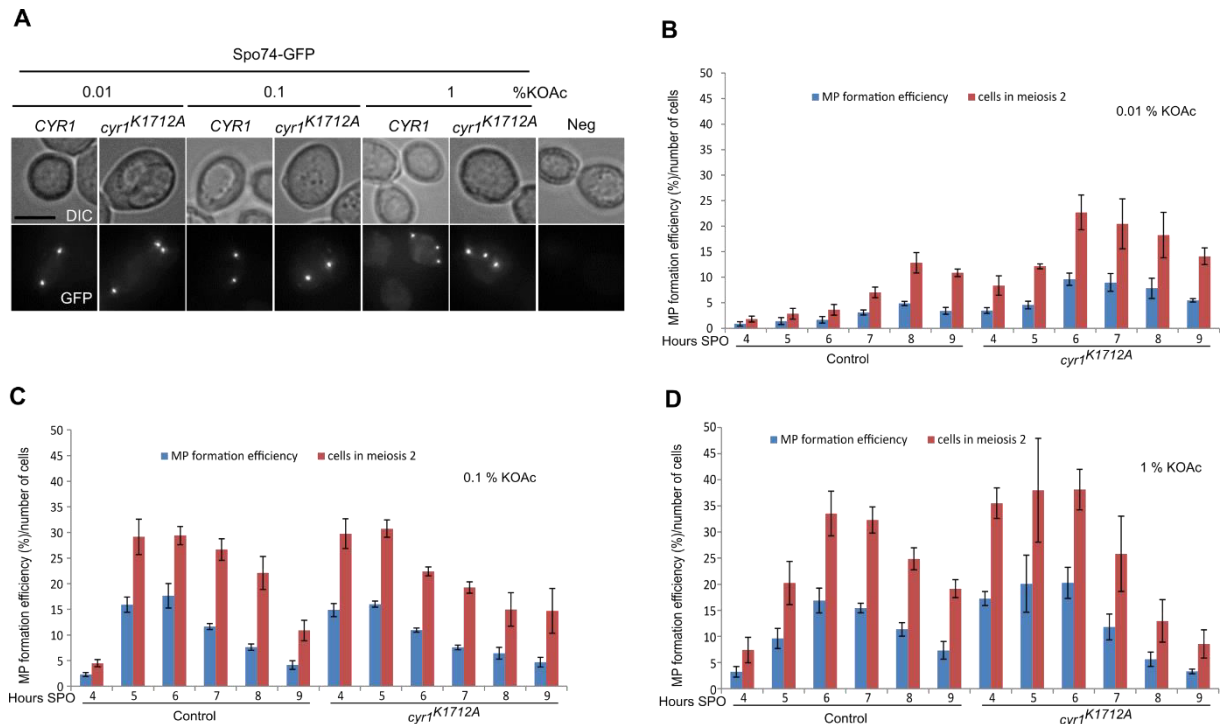 A
Spo74-GFP
0.01 0.1 1 %KOAc
CYR1 cyr1K1712A CYR1 cyr1K1712A CYR1 cyr1K1712A Neg
DIC
GFP
B
MP formation efficiency (%)/number of cells
50
45
40
35
30
25
20
15
10
5
0
MP formation efficiency cells in meiosis 2
0.01 % KOAc
Hours SPO 4 5 6 7 8 9 4 5 6 7 8 9
Control cyr1K1712A
C
MP formation efficiency (%)/number of cells
50
45
40
35
30
25
20
15
10
5
0
MP formation efficiency cells in meiosis 2
0.1 % KOAc
Hours SPO 4 5 6 7 8 9 4 5 6 7 8 9
Control cyr1K1712A
D
MP formation efficiency (%)/number of cells
50
45
40
35
30
25
20
15
10
5
0
MP formation efficiency cells in meiosis 2
1 % KOAc
Hours SPO 4 5 6 7 8 9 4 5 6 7 8 9
Control cyr1K1712A